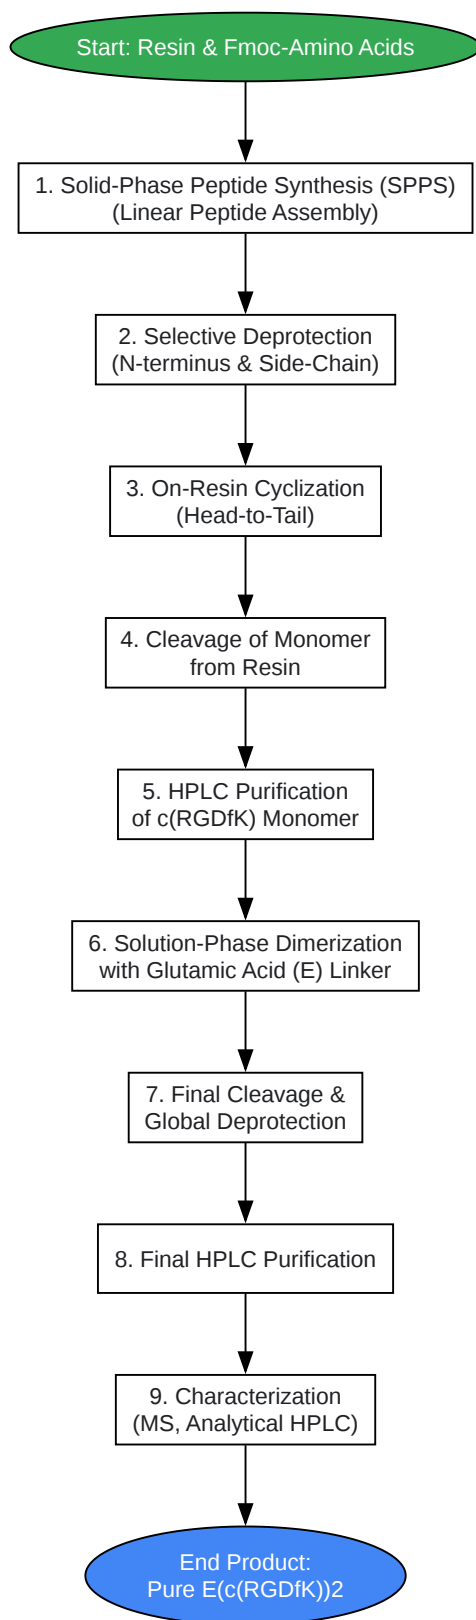 Start: Resin & Fmoc-Amino Acids
1. Solid-Phase Peptide Synthesis (SPPS)
(Linear Peptide Assembly)
2. Selective Deprotection
(N-terminus & Side-Chain)
3. On-Resin Cyclization
(Head-to-Tail)
4. Cleavage of Monomer
from Resin
5. HPLC Purification
of c(RGDfK) Monomer
6. Solution-Phase Dimerization
with Glutamic Acid (E) Linker
7. Final Cleavage &
Global Deprotection
8. Final HPLC Purification
9. Characterization
(MS, Analytical HPLC)
End Product:
Pure E(c(RGDfK))2